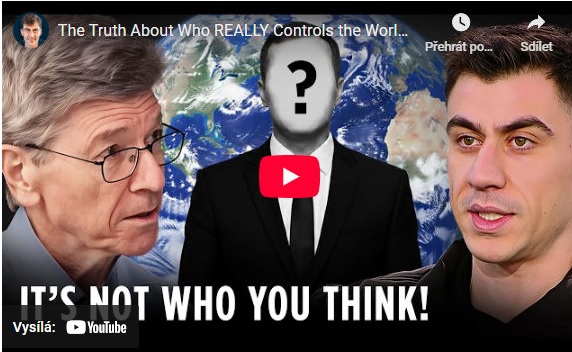 The Truth About Who REALLY Controls the Worl...
Přehrát po...
Sdílet
?
IT'S NOT WHO YOU THINK!
Vysílá: YouTube